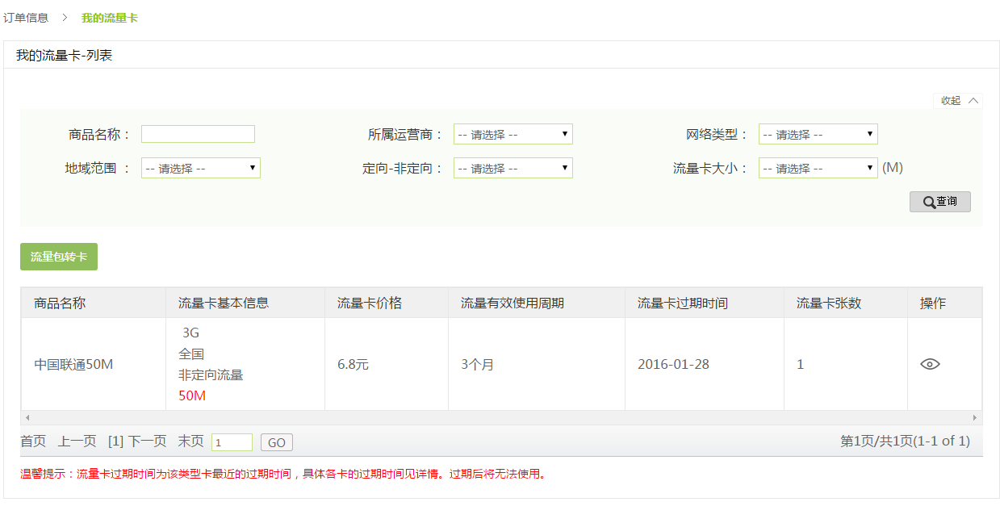 订单信息 > 我的流量卡
我的流量卡-列表
收起
商品名称： 所属运营商： -- 请选择 -- 网络类型： -- 请选择 --
地域范围 ： -- 请选择 -- 定向-非定向： -- 请选择 -- 流量卡大小： -- 请选择 -- (M)
查询
流量包转卡
商品名称 流量卡基本信息 流量卡价格 流量有效使用周期 流量卡过期时间 流量卡张数 操作
3G
全国
中国联通50M 6.8元 3个月 2016-01-28 1
非定向流量
50M
首页 上一页 [1] 下一页 末页 1 GO 第1页/共1页(1-1 of 1)
温馨提示：流量卡过期时间为该类型卡最近的过期时间，具体各卡的过期时间见详情。过期后将无法使用。